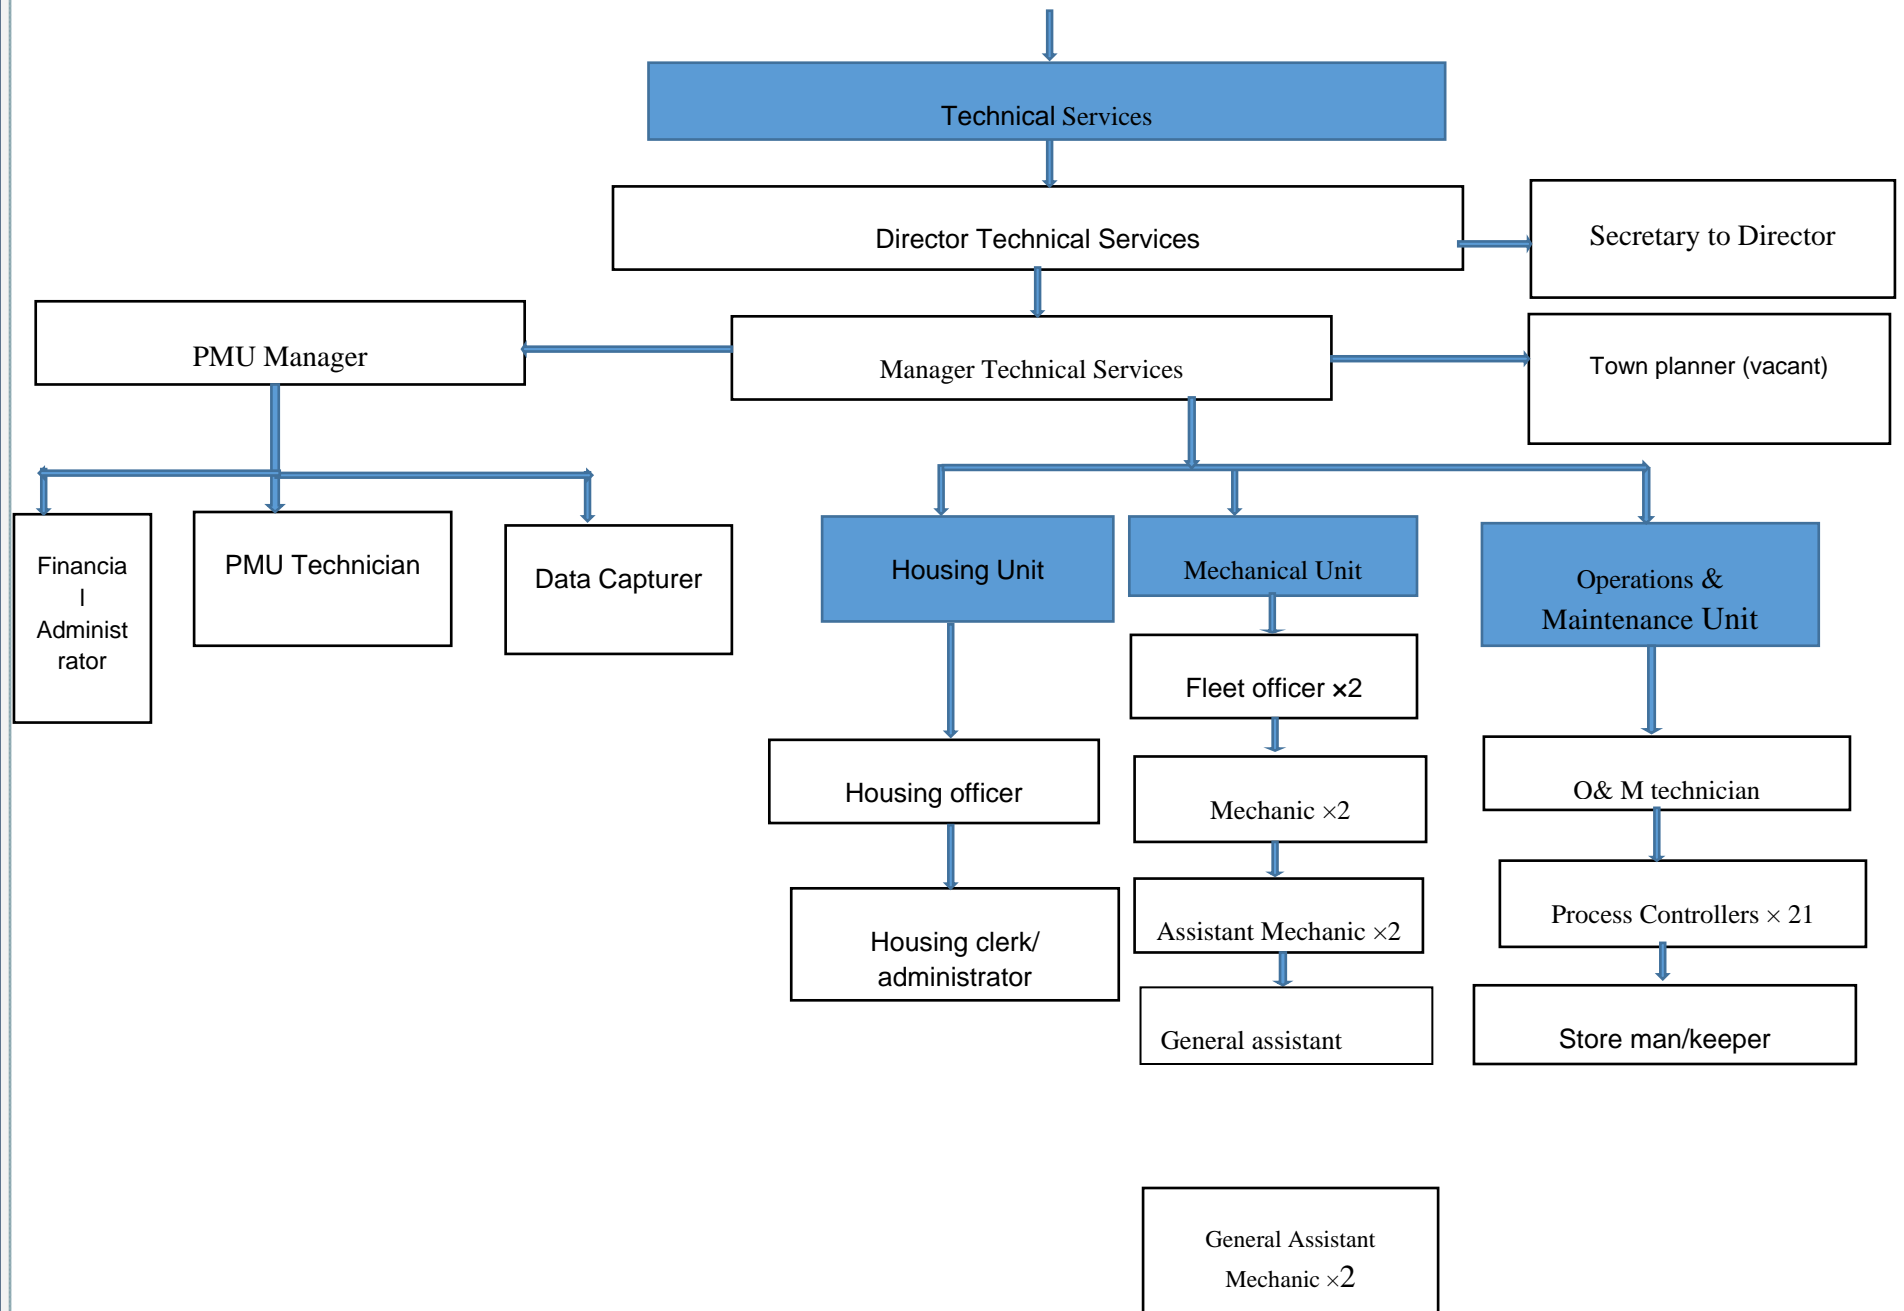 Technical Services
Director Technical Services
Secretary to Director
PMU Manager
Manager Technical Services
Town planner (vacant)
Financia
l
Administ
rator
PMU Technician
Data Capturer
Housing Unit
Mechanical Unit
Operations &
Maintenance Unit
Fleet officer ×2
Housing officer
Mechanic ×2
O& M technician
Housing clerk/
administrator
Assistant Mechanic ×2
Process Controllers × 21
General assistant
Store man/keeper
General Assistant
Mechanic ×2